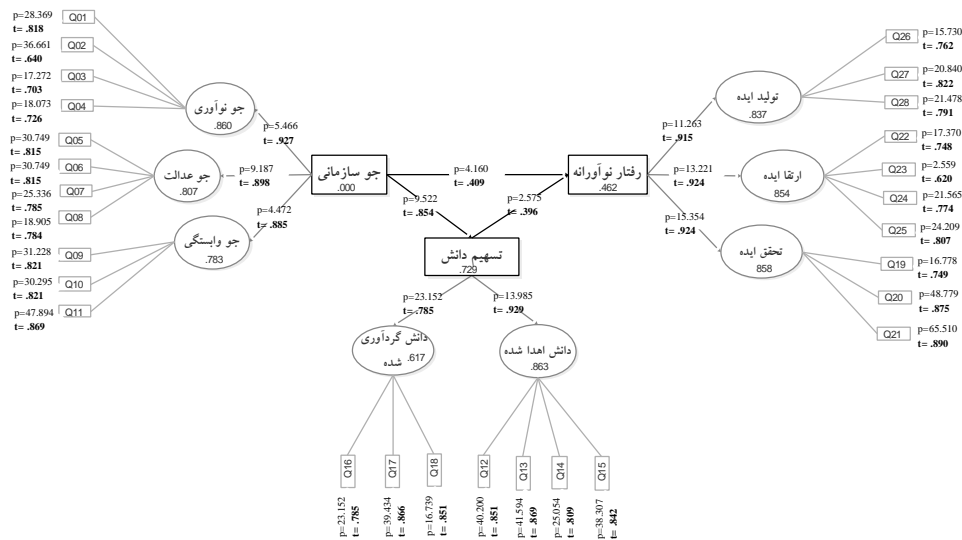 p=28.369
t= .818
Q01
p=36.661
t= .640
Q02
p=17.272
t= .703
Q03
p=18.073
t= .726
Q04
جو نوآوری
.860
p=30.749
t= .815
Q05
p=30.749
t= .815
Q06
p=25.336
t= .785
Q07
p=18.905
t= .784
Q08
جو عدالت
.807
p=31.228
t= .821
Q09
p=30.295
t= .821
Q10
p=47.894
t= .869
Q11
جو وابستگی
.783
p=5.466
t= .927
p=9.187
t= .898
p=4.472
t= .885
جو سازمانی
.000
p=4.160
t= .409
p=9.522
t= .854
p=2.575
t= .396
رفتار نوآورانه
.462
تسهیم دانش
.729
p=11.263
t= .915
p=13.221
t= .924
p=15.354
t= .924
تولید ایده
.837
Q26
p=15.730
t= .762
Q27
p=20.840
t= .822
Q28
p=21.478
t= .791
ارتقا ایده
854
Q22
p=17.370
t= .748
Q23
p=2.559
t= .620
Q24
p=21.565
t= .774
Q25
p=24.209
t= .807
تحقق ایده
858
Q19
p=16.778
t= .749
Q20
p=48.779
t= .875
Q21
p=65.510
t= .890
p=23.152
t= .785
p=13.985
t= .929
دانش گردآوری
شده
.617
دانش اهدا شده
.863
Q16
p=23.152
t= .785
Q17
p=39.434
t= .866
Q18
p=16.739
t= .851
Q12
p=40.200
t= .851
Q13
p=41.594
t= .869
Q14
p=25.054
t= .809
Q15
p=38.307
t= .842